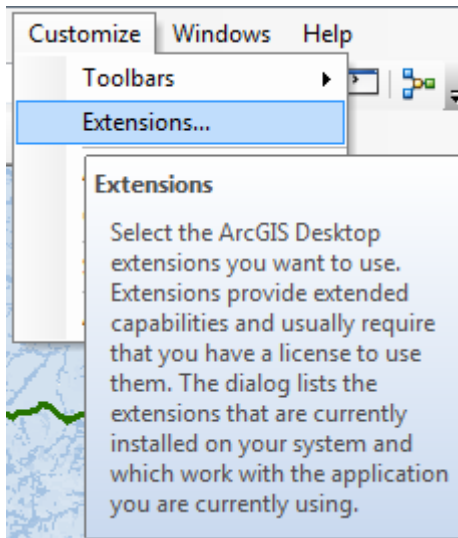 Customize Windows Help
Toolbars
Extensions...
Extensions
Select the ArcGIS Desktop
extensions you want to use.
Extensions provide extended
capabilities and usually require
that you have a license to use
them. The dialog lists the
extensions that are currently
installed on your system and
which work with the application
you are currently using.